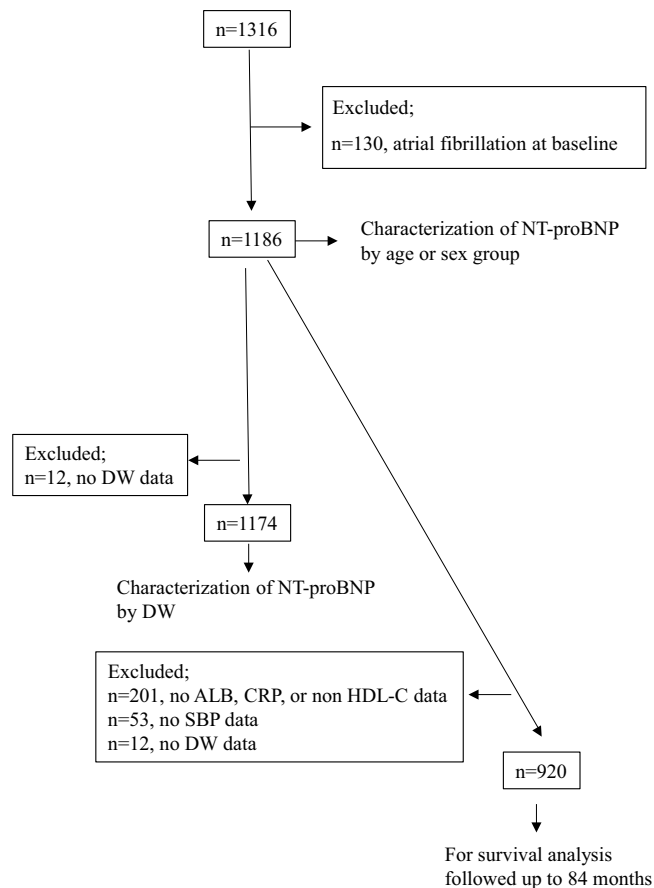 n=1316
Excluded;
n=130, atrial fibrillation at baseline
n=1186
Characterization of NT-proBNP
by age or sex group
Excluded;
n=12, no DW data
n=1174
Characterization of NT-proBNP
by DW
Excluded;
n=201, no ALB, CRP, or non HDL-C data
n=53, no SBP data
n=12, no DW data
n=920
For survival analysis
followed up to 84 months